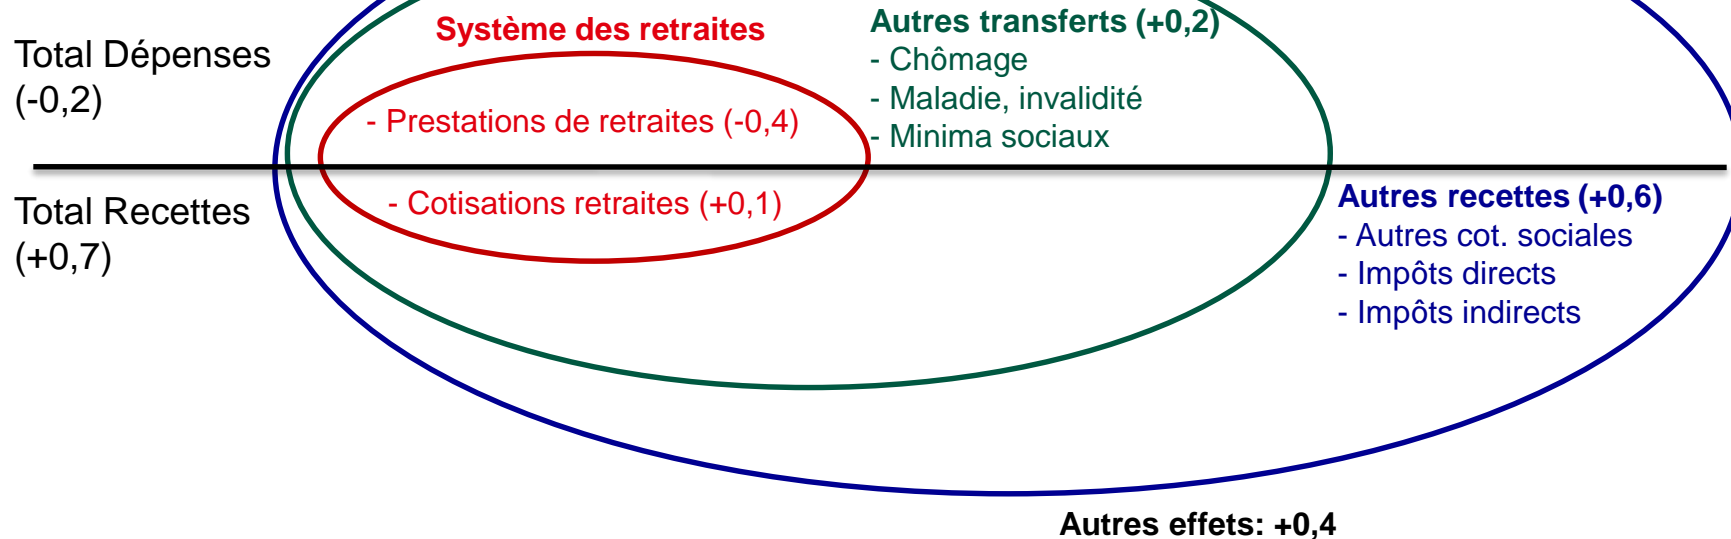 Total Dépenses
(-0,2)
Système des retraites
- Prestations de retraites (-0,4)
Autres transferts (+0,2)
- Chômage
- Maladie, invalidité
- Minima sociaux
Total Recettes
(+0,7)
- Cotisations retraites (+0,1)
Autres recettes (+0,6)
- Autres cot. sociales
- Impôts directs
- Impôts indirects
Autres effets: +0,4